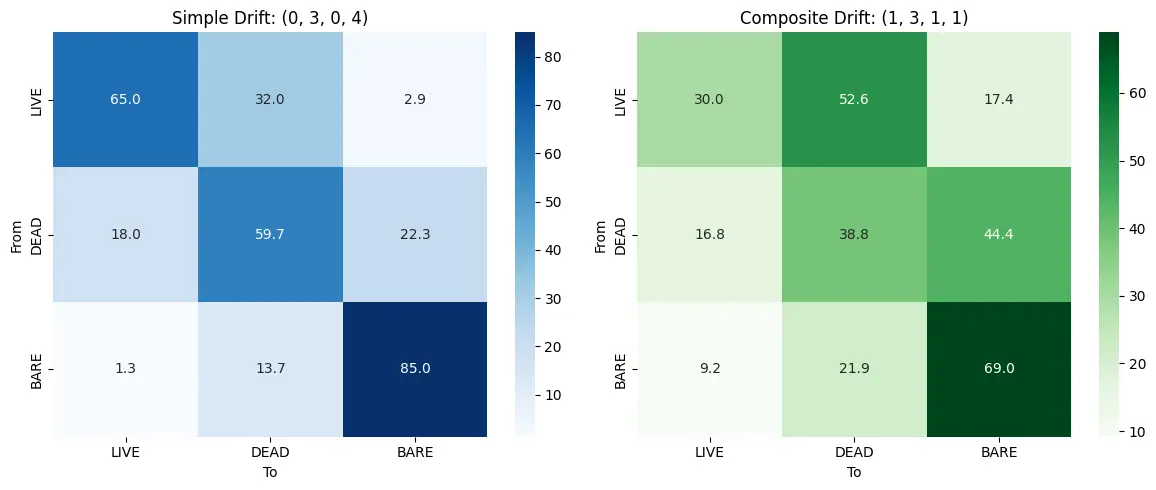 Simple Drift: (0, 3, 0, 4)
From
LIVE
DEAD
BARE
65.0 32.0 2.9
18.0 59.7 22.3
1.3 13.7 85.0
LIVE DEAD BARE
To
80
70
60
50
40
30
20
10
Composite Drift: (1, 3, 1, 1)
From
LIVE
DEAD
BARE
30.0 52.6 17.4
16.8 38.8 44.4
9.2 21.9 69.0
LIVE DEAD BARE
To
60
50
40
30
20
10